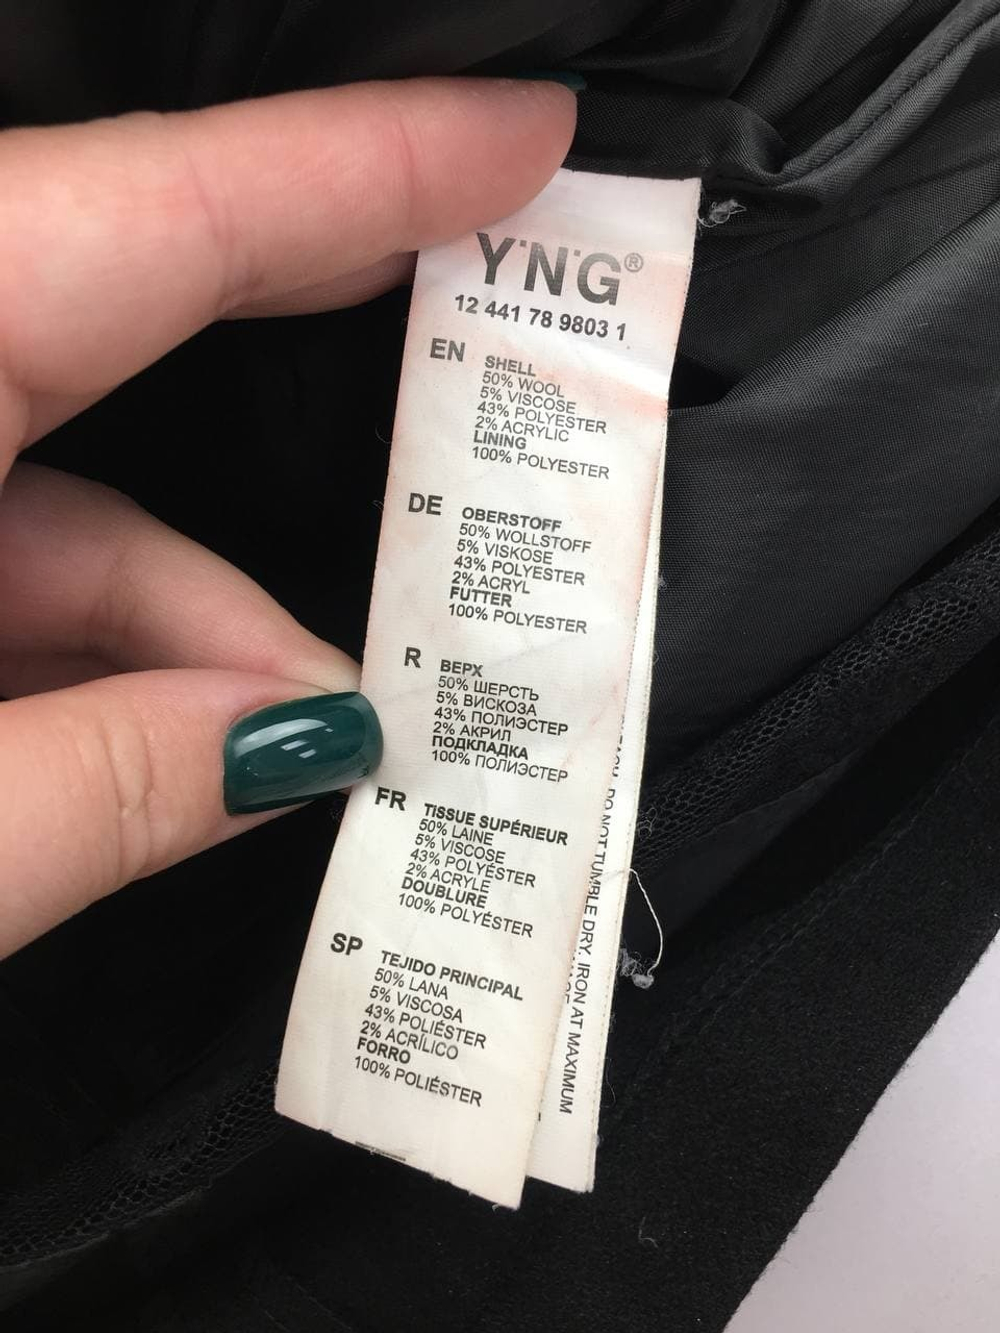 Y·N·G®
12 441 78 9803 1
EN
SHELL
50% WOOL
5% VISCOSE
43% POLYESTER
2% ACRYLIC
LINING
100% POLYESTER
DE
OBERSTOFF
50% WOLLSTOFF
5% VISKOSE
43% POLYESTER
2% ACRYL
FUTTER
100% POLYESTER
R
ВЕРХ
50% ШЕРСТЬ
5% ВИСКОЗА
43% ПОЛИЭСТЕР
2% АКРИЛ
ПОДКЛАДКА
100% ПОЛИЭСТЕР
FR
TISSUE SUPÉRIEUR
50% LAINE
5% VISCOSE
43% POLYÉSTER
2% ACRYLE
DOUBLURE
100% POLYÉSTER
SP
TEJIDO PRINCIPAL
50% LANA
5% VISCOSA
43% POLIÉSTER
2% ACRÍLICO
FORRO
100% POLIÉSTER
DO NOT TUMBLE DRY. IRON AT MAXIMUM